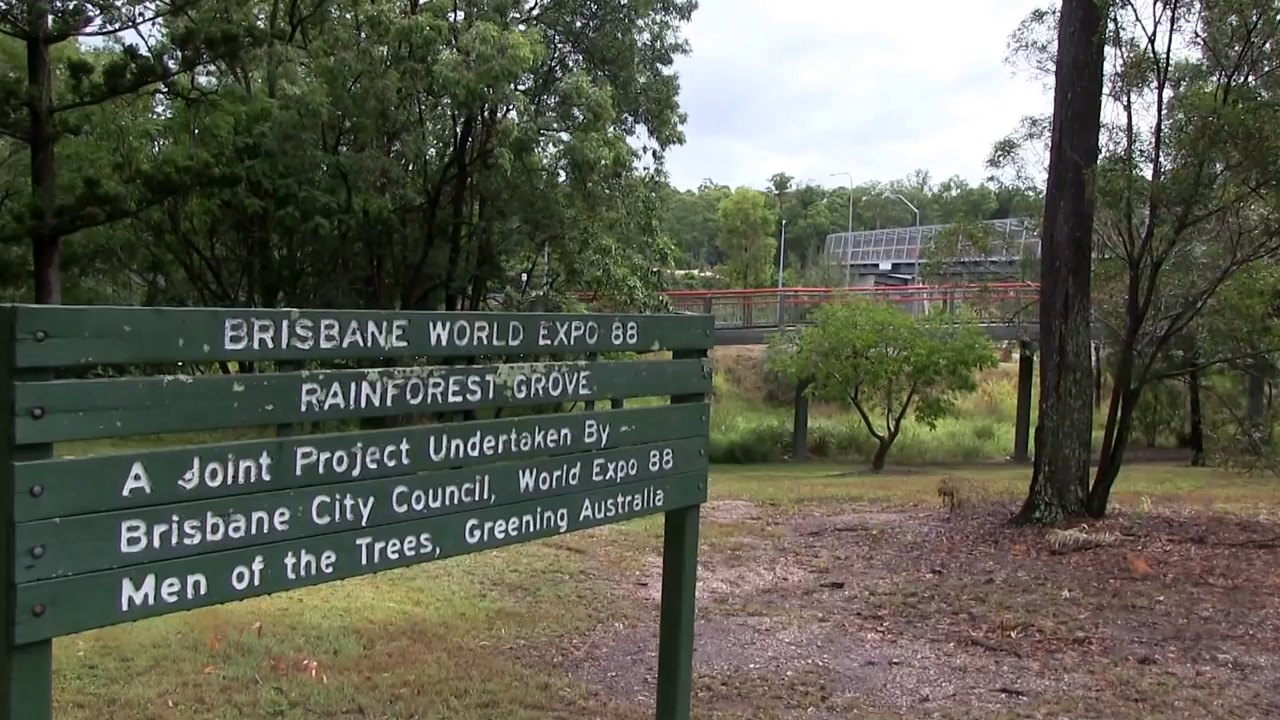 BRISBANE WORLD EXPO 88
RAINFOREST GROVE
A Joint Project Undertaken By
Brisbane City Council, World Expo 88
Men of the Trees, Greening Australia